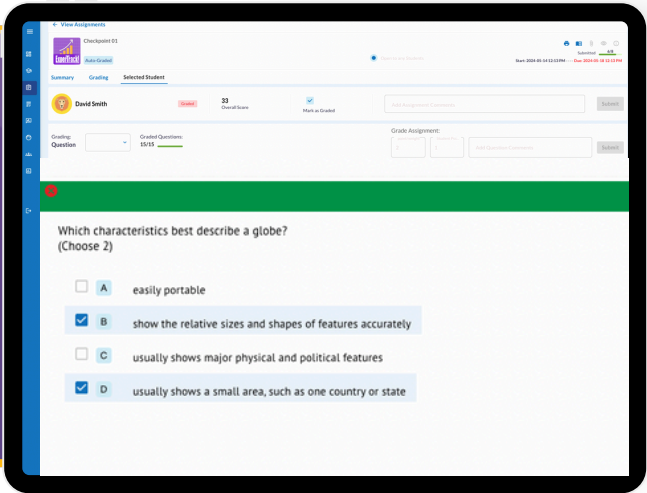 ← View Assignments
Checkpoint 01
Auto-Graded
Submitted
Start: 2024-05-14 12:13 PM ---- Due: 2024-05-18 12:13 PM
Summary Grading Selected Student
David Smith
Graded
33
Overall Score
Mark as Graded
Add Assignment Comments
Submit
Grading:
Question
Graded Questions:
15/15
Grade Assignment:
Add Question Comments
Submit
Which characteristics best describe a globe?
(Choose 2)
A easily portable
B show the relative sizes and shapes of features accurately
C usually shows major physical and political features
D usually shows a small area, such as one country or state